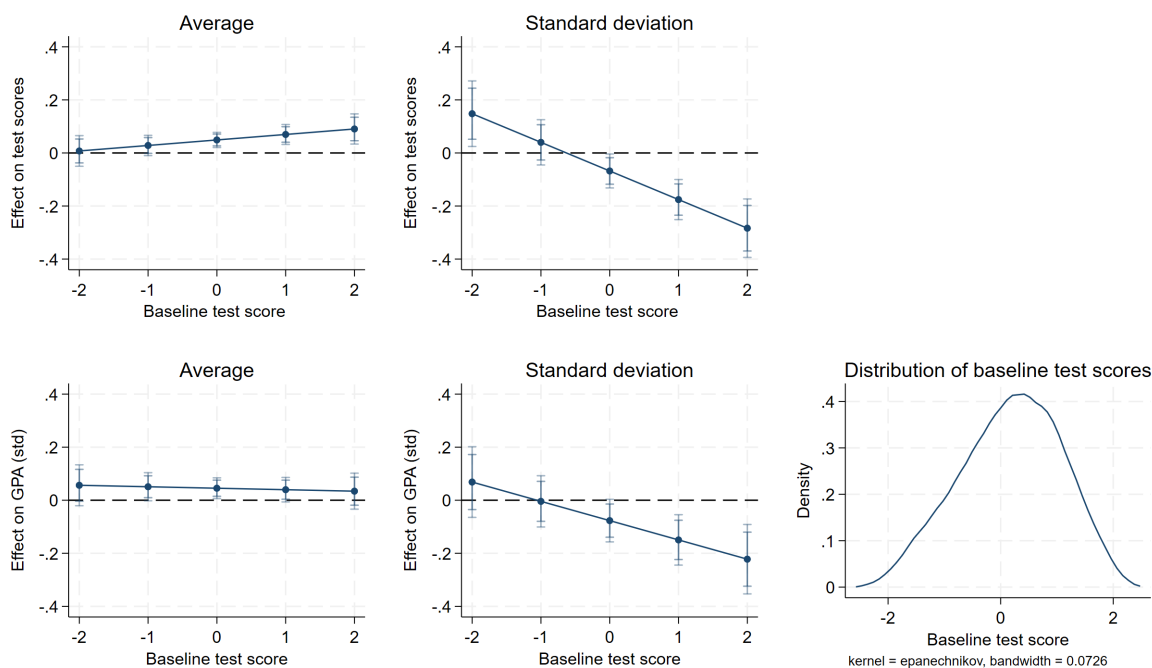 Average
Effect on test scores
.4
.2
0
-.2
-.4
-2 -1 0 1 2
Baseline test score
Standard deviation
Effect on test scores
.4
.2
0
-.2
-.4
-2 -1 0 1 2
Baseline test score
Average
Effect on GPA (std)
.4
.2
0
-.2
-.4
-2 -1 0 1 2
Baseline test score
Standard deviation
Effect on GPA (std)
.4
.2
0
-.2
-.4
-2 -1 0 1 2
Baseline test score
Distribution of baseline test scores
Density
.4
.3
.2
.1
0
-2 0 2
Baseline test score
kernel = epanechnikov, bandwidth = 0.0726